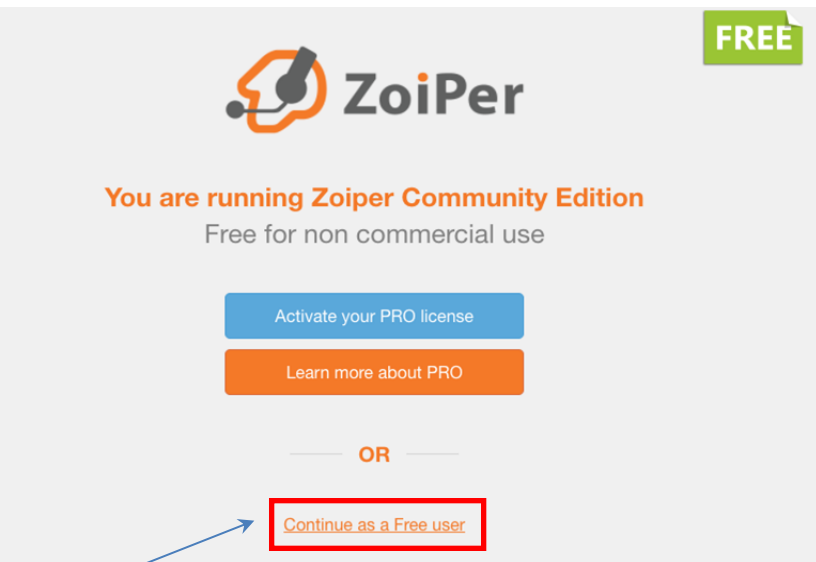 FREE
ZoiPer
You are running Zoiper Community Edition
Free for non commercial use
Activate your PRO license
Learn more about PRO
OR
Continue as a Free user